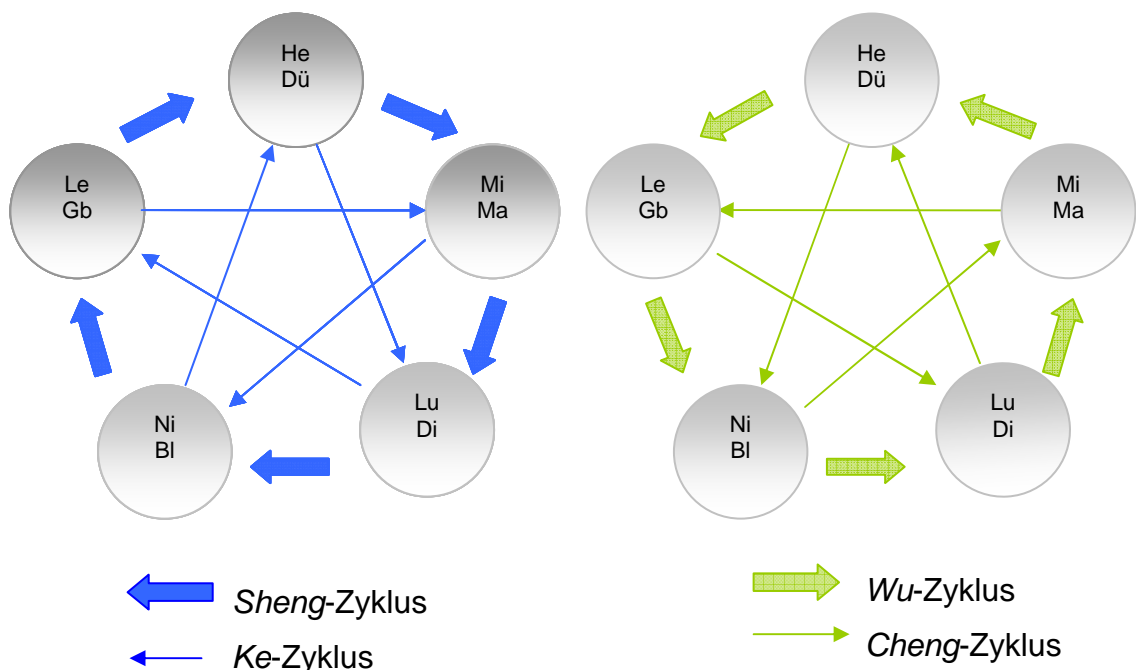 He
Dü
Le
Gb
Mi
Ma
Ni
Bl
Lu
Di
Sheng-Zyklus
Ke-Zyklus
He
Dü
Le
Gb
Mi
Ma
Ni
Bl
Lu
Di
Wu-Zyklus
Cheng-Zyklus